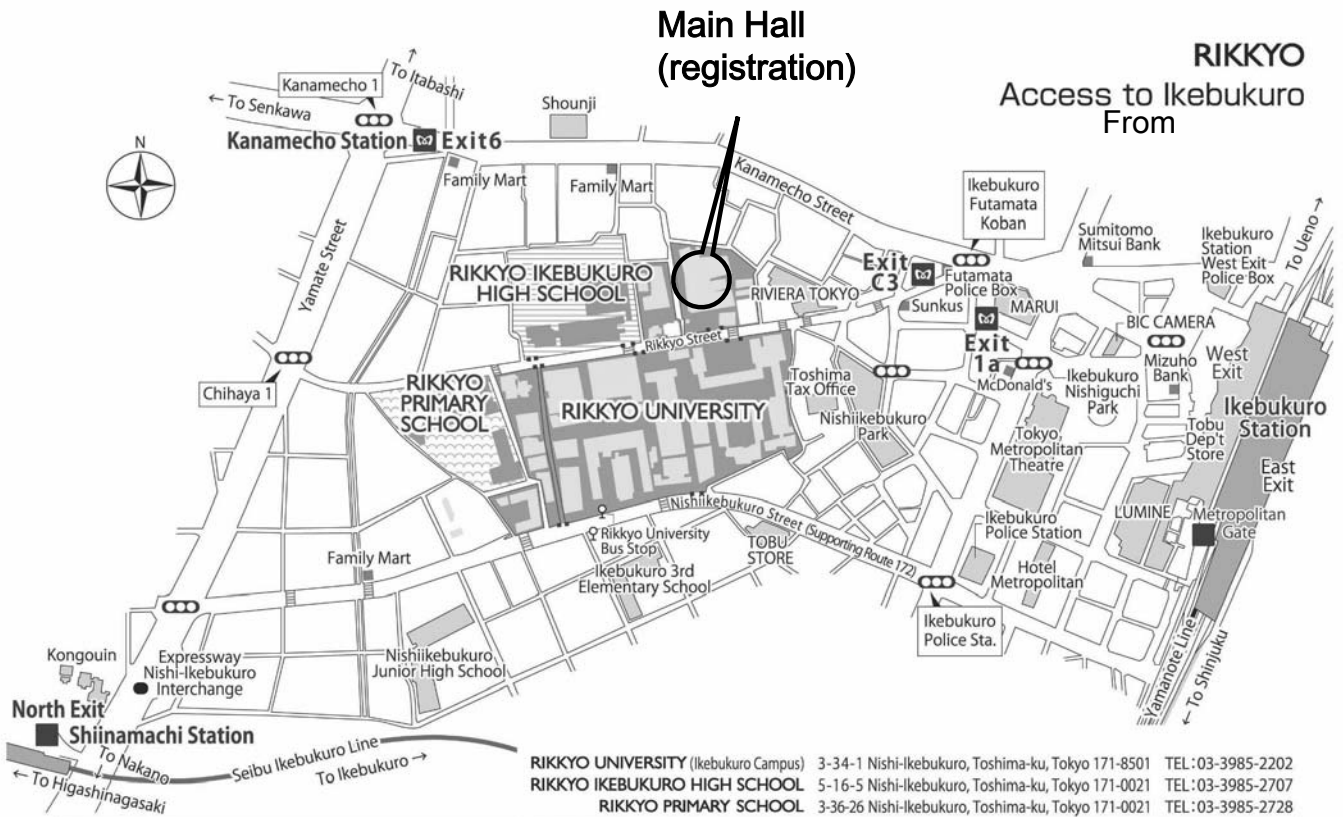 Main Hall
(registration)
RIKKYO
Access to Ikebukuro
From
N
Kanamecho 1
← To Senkawa
To Itabashi →
Kanamecho Station
Exit6
Shounji
Family Mart
Family Mart
Kanamecho Street
Ikebukuro
Futamata
Koban
Sumitomo
Mitsui Bank
Ikebukuro
Station
West Exit
Police Box
To Ueno →
Yamate Street
RIKKYO IKEBUKURO
HIGH SCHOOL
RIVIERA TOKYO
Exit
C3
Futamata
Police Box
Sunkus
MARUI
Exit
1a
BIC CAMERA
Rikkyo Street
McDonald's
Ikebukuro
Nishiguchi
Park
Mizuho
Bank
West
Exit
Chihaya 1
RIKKYO
PRIMARY
SCHOOL
RIKKYO UNIVERSITY
Toshima
Tax Office
Nishiikebukuro
Park
Tokyo
Metropolitan
Theatre
Ikebukuro
Station
Tobu
Dep't
Store
East
Exit
Nishiikebukuro Street (Supporting Route 172)
Rikkyo University
Bus Stop
TOBU
STORE
Ikebukuro
Police Station
LUMINE
Metropolitan
Gate
Family Mart
Ikebukuro 3rd
Elementary School
Hotel
Metropolitan
Ikebukuro
Police Sta.
Kongouin
Expressway
Nishi-Ikebukuro
Interchange
Nishiikebukuro
Junior High School
Yamanote Line
← To Shinjuku
North Exit
Shiinamachi Station
← To Nakano
← To Higashinagasaki
Seibu Ikebukuro Line
To Ikebukuro →
RIKKYO UNIVERSITY (Ikebukuro Campus) 3-34-1 Nishi-Ikebukuro, Toshima-ku, Tokyo 171-8501 TEL:03-3985-2202
RIKKYO IKEBUKURO HIGH SCHOOL 5-16-5 Nishi-Ikebukuro, Toshima-ku, Tokyo 171-0021 TEL:03-3985-2707
RIKKYO PRIMARY SCHOOL 3-36-26 Nishi-Ikebukuro, Toshima-ku, Tokyo 171-0021 TEL:03-3985-2728